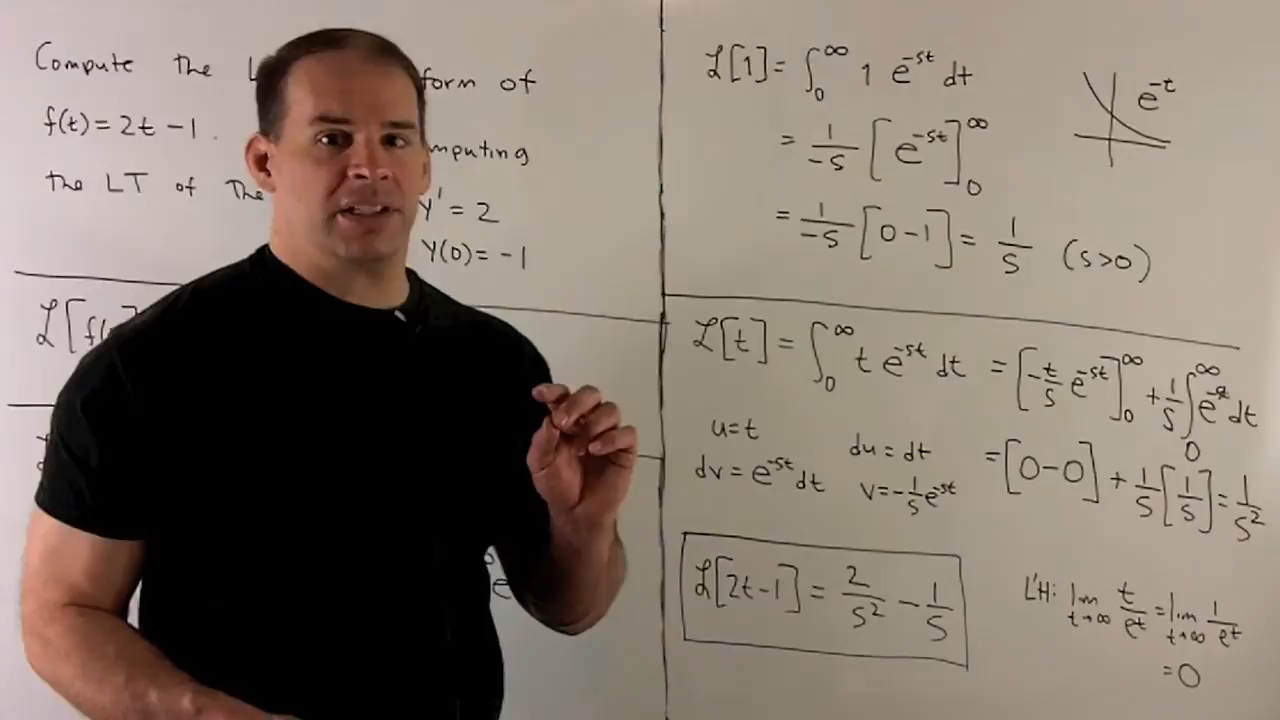 Compute the L form of
f(t) = 2t - 1. mputing
the LT of the y' = 2
y(0) = -1
ℒ[f(
ℒ[1] = ∫₀^∞ 1 e^{-st} dt
e^{-t}
= 1/-s [e^{-st}]₀^∞
= 1/-s [0-1] = 1/s (s>0)
ℒ[t] = ∫₀^∞ t e^{-st} dt = [-t/s e^{-st}]₀^∞ + 1/s ∫₀^∞ e^{-st} dt
u=t du=dt
dv = e^{-st} dt v=-1/s e^{-st}
= [0-0] + 1/s [1/s] = 1/s²
ℒ[2t-1] = 2/s² - 1/s
L'H: lim t→∞ t/e^t = lim t→∞ 1/e^t
= 0